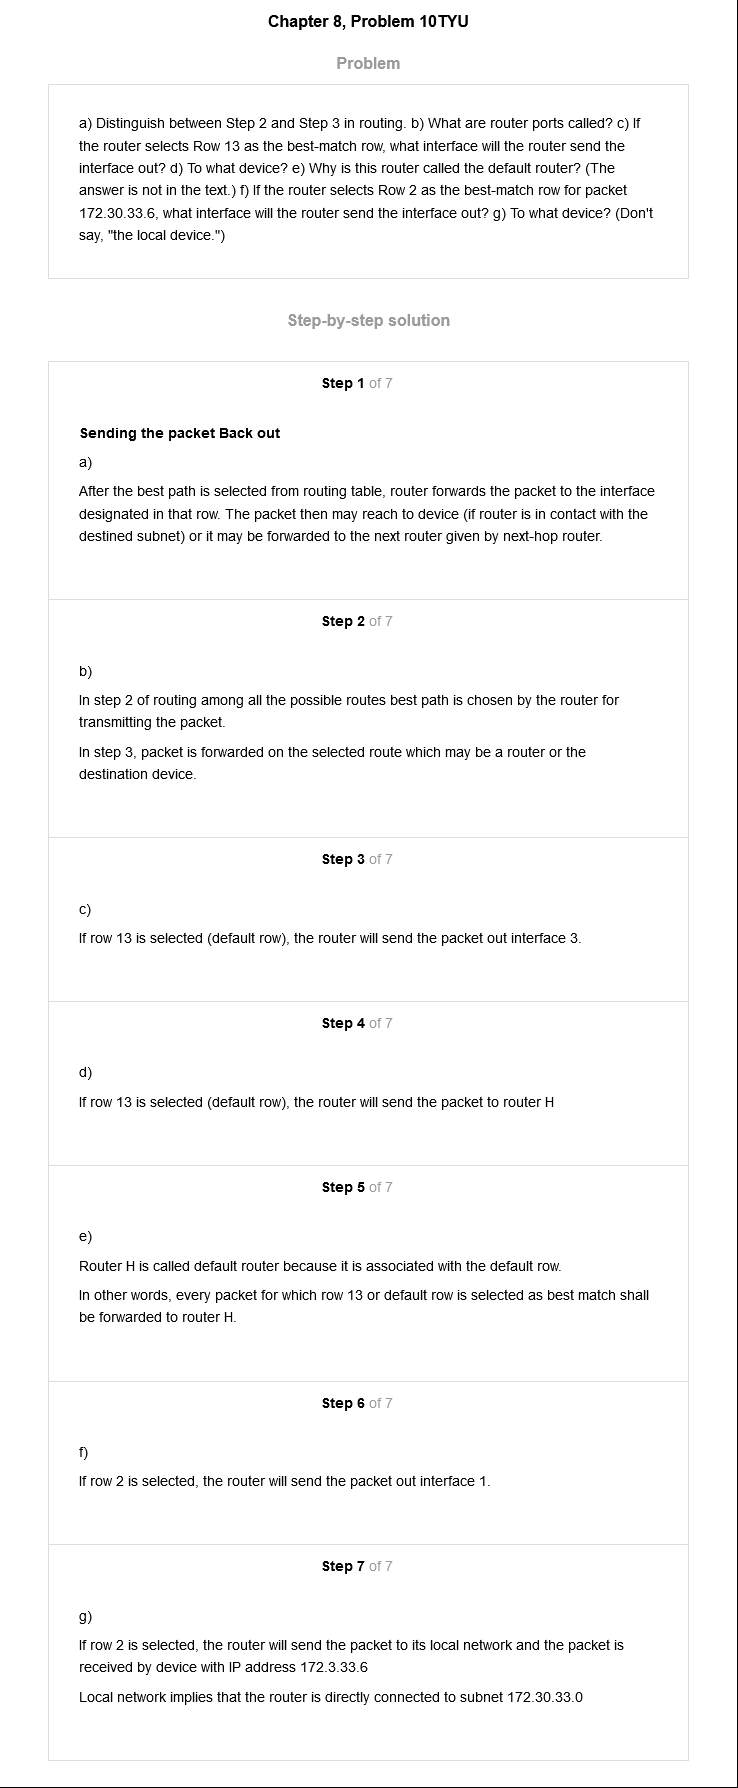 Chapter 8, Problem 10TYU
Problem
a) Distinguish between Step 2 and Step 3 in routing. b) What are router ports called? c) If
the router selects Row 13 as the best-match row, what interface will the router send the
interface out? d) To what device? e) Why is this router called the default router? (The
answer is not in the text.) f) If the router selects Row 2 as the best-match row for packet
172.30.33.6, what interface will the router send the interface out? g) To what device? (Don't
say, "the local device.")
Step-by-step solution
Step 1 of 7
Sending the packet Back out
a)
After the best path is selected from routing table, router forwards the packet to the interface
designated in that row. The packet then may reach to device (if router is in contact with the
destined subnet) or it may be forwarded to the next router given by next-hop router.
Step 2 of 7
b)
In step 2 of routing among all the possible routes best path is chosen by the router for
transmitting the packet.
In step 3, packet is forwarded on the selected route which may be a router or the
destination device.
Step 3 of 7
c)
If row 13 is selected (default row), the router will send the packet out interface 3.
Step 4 of 7
d)
If row 13 is selected (default row), the router will send the packet to router H
Step 5 of 7
e)
Router H is called default router because it is associated with the default row.
In other words, every packet for which row 13 or default row is selected as best match shall
be forwarded to router H.
Step 6 of 7
f)
If row 2 is selected, the router will send the packet out interface 1.
Step 7 of 7
g)
If row 2 is selected, the router will send the packet to its local network and the packet is
received by device with IP address 172.3.33.6
Local network implies that the router is directly connected to subnet 172.30.33.0